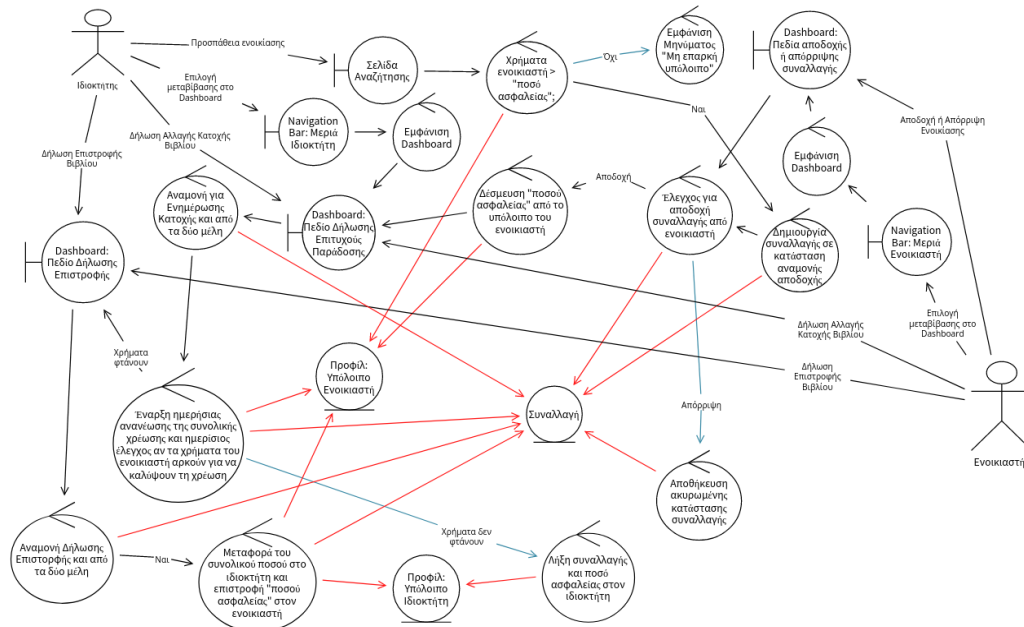 Ιδιοκτητης
Προσπάθεια ενοικίασης
Επιλογή
μεταβίβασης στο
Dashboard
Δήλωση Αλλαγής Κατοχής
Βιβλίου
Δήλωση Επιστροφής
Βιβλίου
Σελίδα
Αναζήτησης
Χρήματα
ενοικιαστή >
"ποσό
ασφαλείας";
Όχι
Εμφάνιση
Μηνύματος
"Μη επαρκή
υπόλοιπο"
Dashboard:
Πεδία αποδοχής
ή απόρριψης
συναλλαγής
Ναι
Αποδοχή ή Απόρριψη
Ενοικίασης
Navigation
Bar: Μεριά
Ιδιοκτήτη
Εμφάνιση
Dashboard
Εμφάνιση
Dashboard
Αναμονή για
Ενημέρωσης
Κατοχής και από
τα δύο μέλη
Dashboard:
Πεδίο Δήλωσης
Επιτυχούς
Παράδοσης
Δέσμευση "ποσού
ασφαλείας" από το
υπόλοιπο του
ενοικιαστή
Αποδοχή
Έλεγχος για
αποδοχή
συναλλαγής από
ενοικιαστή
Δημιουργία
συναλλαγής σε
κατάσταση
αναμονής
αποδοχής
Navigation
Bar: Μεριά
Ενοικιαστή
Dashboard:
Πεδίο Δήλωσης
Επιστροφής
Επιλογή
μεταβίβασης στο
Dashboard
Δήλωση Αλλαγής
Κατοχής Βιβλίου
Δήλωση
Επιστροφής
Βιβλίου
Χρήματα
φτάνουν
Προφίλ:
Υπόλοιπο
Ενοικιαστή
Συναλλαγή
Απόρριψη
Ενοικιαστή
Έναρξη ημερήσιας
ανανέωσης της συνολικής
χρέωσης και ημερίσιος
έλεγχος αν τα χρήματα του
ενοικιαστή αρκούν για να
καλύψουν τη χρέωση
Αποθήκευση
ακυρωμένης
κατάστασης
συναλλαγής
Χρήματα δεν
φτάνουν
Αναμονή Δήλωσης
Επιστορφής και από
τα δύο μέλη
Ναι
Μεταφορά του
συνολικού ποσού στο
ιδιοκτήτη και
επιστροφή "ποσού
ασφαλείας" στον
ενοικιαστή
Προφίλ:
Υπόλοιπο
Ιδιοκτήτη
Λήξη συναλλαγής
και ποσό
ασφαλείας στον
ιδιοκτήτη